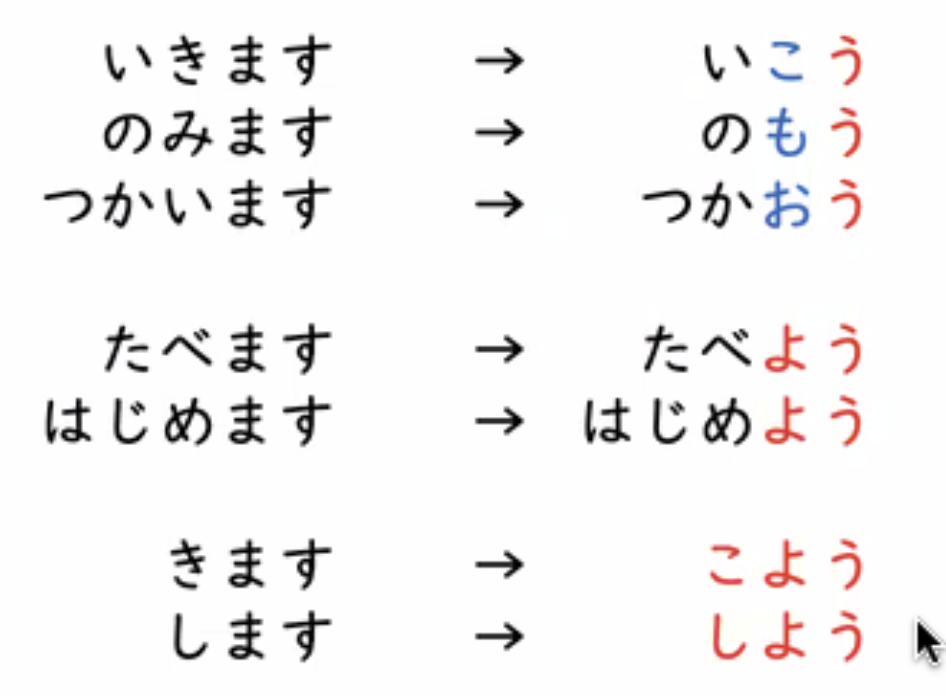 いきます → いこう
のみます → のもう
つかいます → つかおう
たべます → たべよう
はじめます → はじめよう
きます → こよう
します → しよう